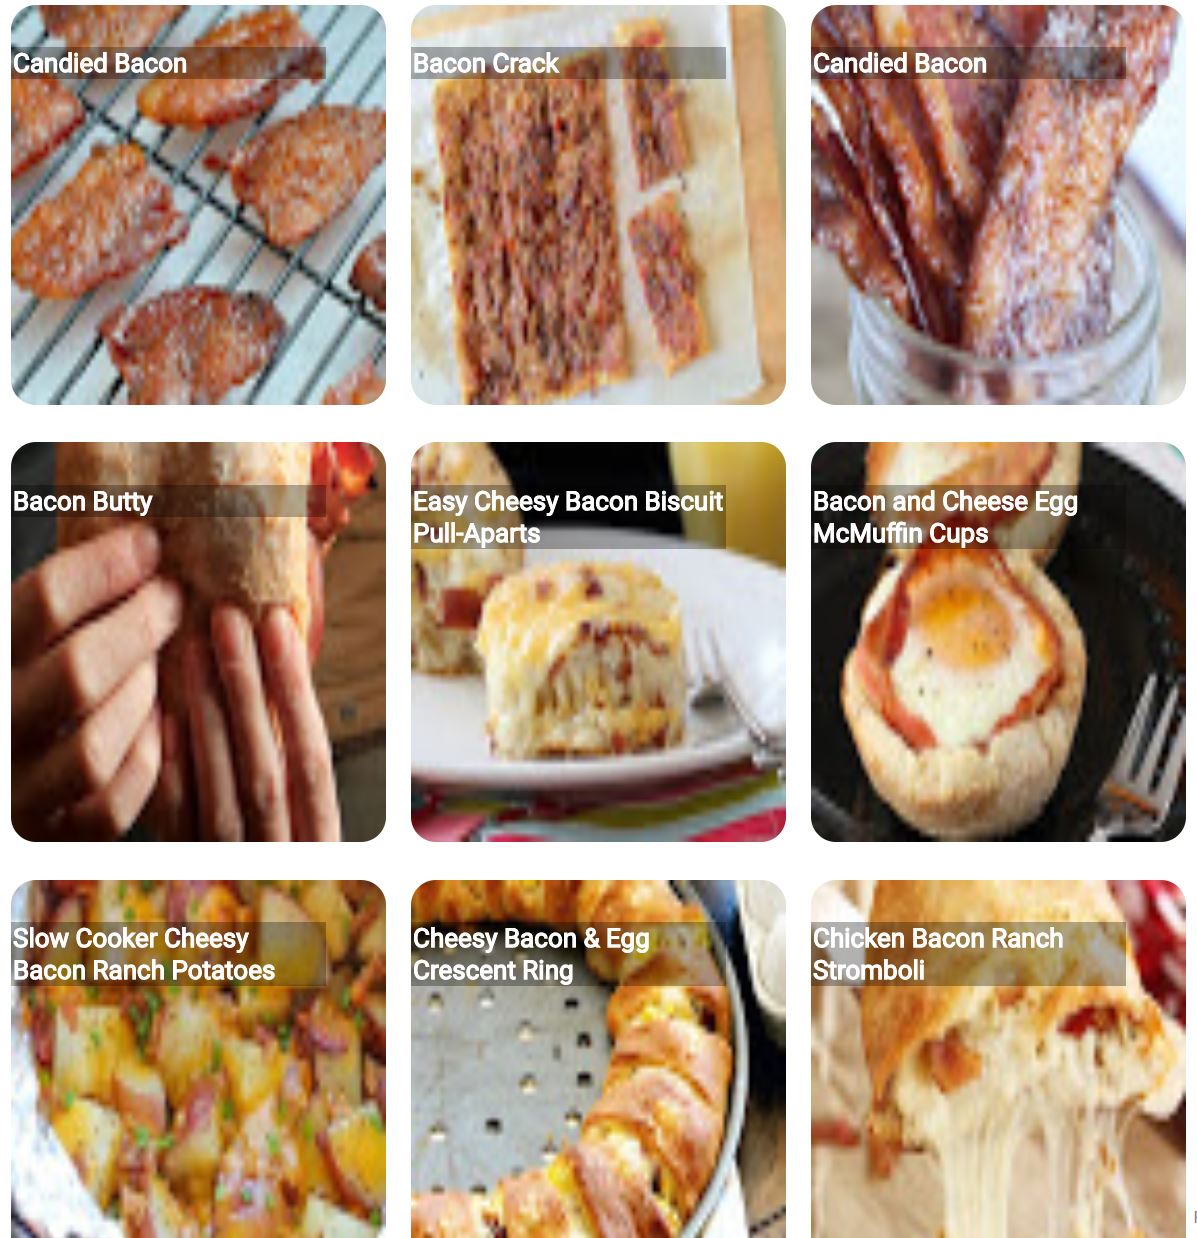 Candied Bacon
Bacon Crack
Candied Bacon
Bacon Butty
Easy Cheesy Bacon Biscuit
Pull-Aparts
Bacon and Cheese Egg
McMuffin Cups
Slow Cooker Cheesy
Bacon Ranch Potatoes
Cheesy Bacon & Egg
Crescent Ring
Chicken Bacon Ranch
Stromboli